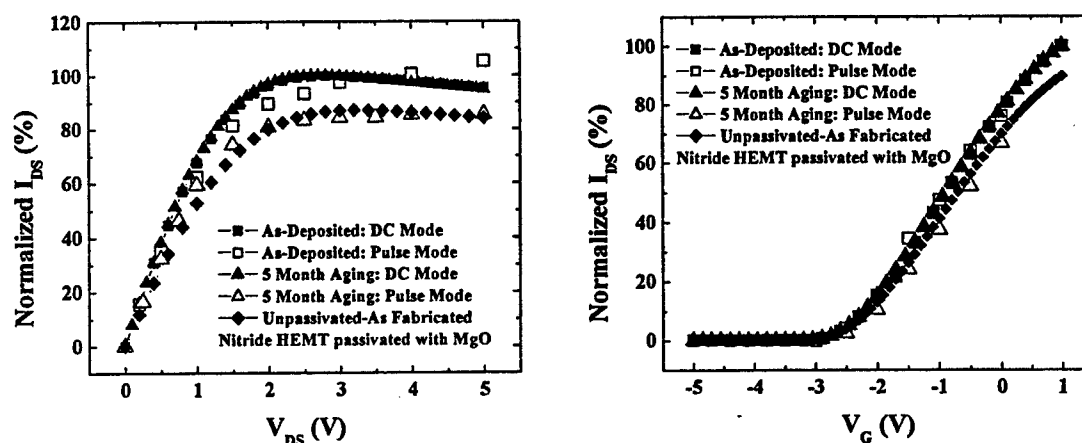 120
100
80
60
40
20
0
Normalized I_DS (%)
As-Deposited: DC Mode
As-Deposited: Pulse Mode
5 Month Aging: DC Mode
5 Month Aging: Pulse Mode
Unpassivated-As Fabricated
Nitride HEMT passivated with MgO
0 1 2 3 4 5
V_DS (V)
100
80
60
40
20
0
Normalized I_DS (%)
As-Deposited: DC Mode
As-Deposited: Pulse Mode
5 Month Aging: DC Mode
5 Month Aging: Pulse Mode
Unpassivated-As Fabricated
Nitride HEMT passivated with MgO
-5 -4 -3 -2 -1 0 1
V_G (V)